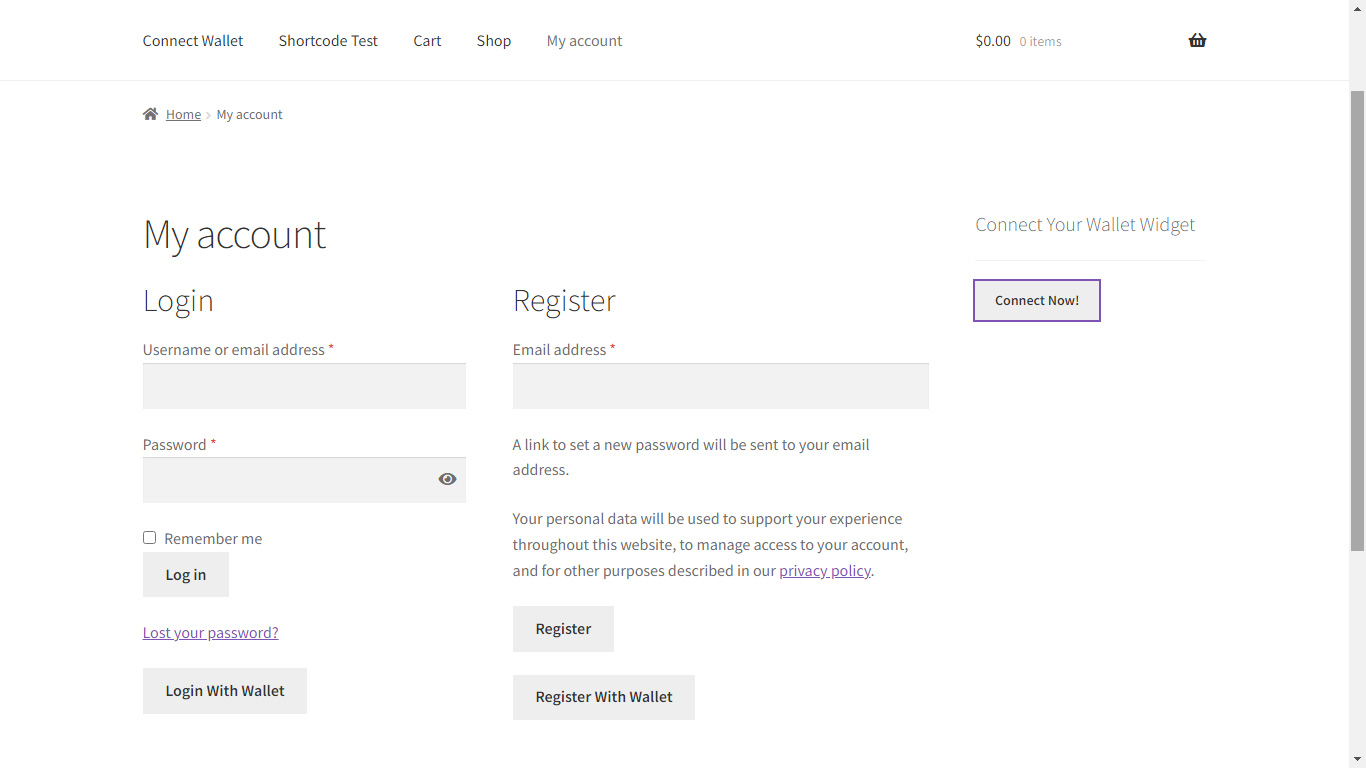 Connect Wallet Shortcode Test Cart Shop My account $0.00 0 items
Home › My account
My account
Login
Username or email address *
Password *
Remember me
Log in
Lost your password?
Login With Wallet
Register
Email address *
A link to set a new password will be sent to your email
address.
Your personal data will be used to support your experience
throughout this website, to manage access to your account,
and for other purposes described in our privacy policy.
Register
Register With Wallet
Connect Your Wallet Widget
Connect Now!